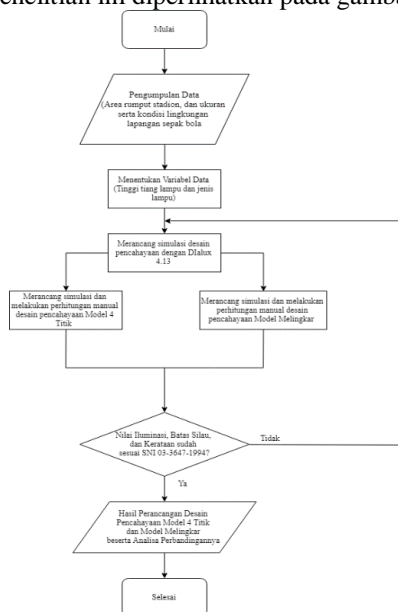 enelitian ini diperlihatkan pada gamba
Mulai
Pengumpulan Data
(Area rumput stadion, dan ukuran
serta kondisi lingkungan
lapangan sepak bola
Menentukan Variabel Data
(Tinggi tiang lampu dan jenis
lampu)
Merancang simulasi desain
pencahayaan dengan DIalux
4.13
Merancang simulasi dan
melakukan perhitungan manual
desain pencahayaan Model 4
Titik
Merancang simulasi dan melakukan
perhitungan manual desain
pencahayaan Model Melingkar
Nilai Iluminasi, Batas Silau,
dan Kerataan sudah
sesuai SNI 03-3647-1994?
Tidak
Ya
Hasil Perancangan Desain
Pencahayaan Model 4 Titik
dan Model Melingkar
beserta Analisa Perbandingannya
Selesai